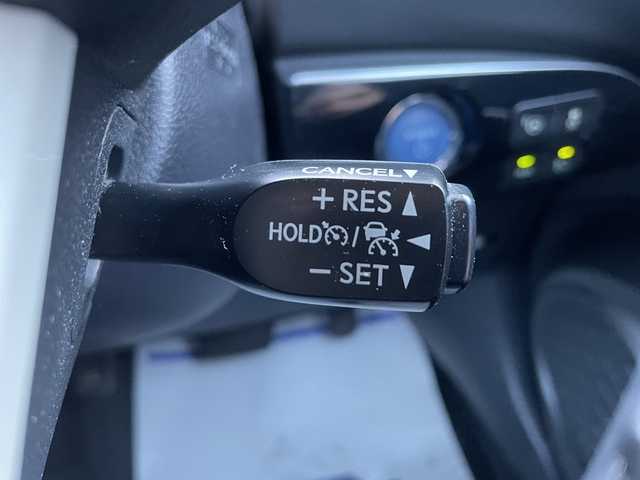 CANCEL▼
+ RES ▲
HOLD / ◀
− SET ▼